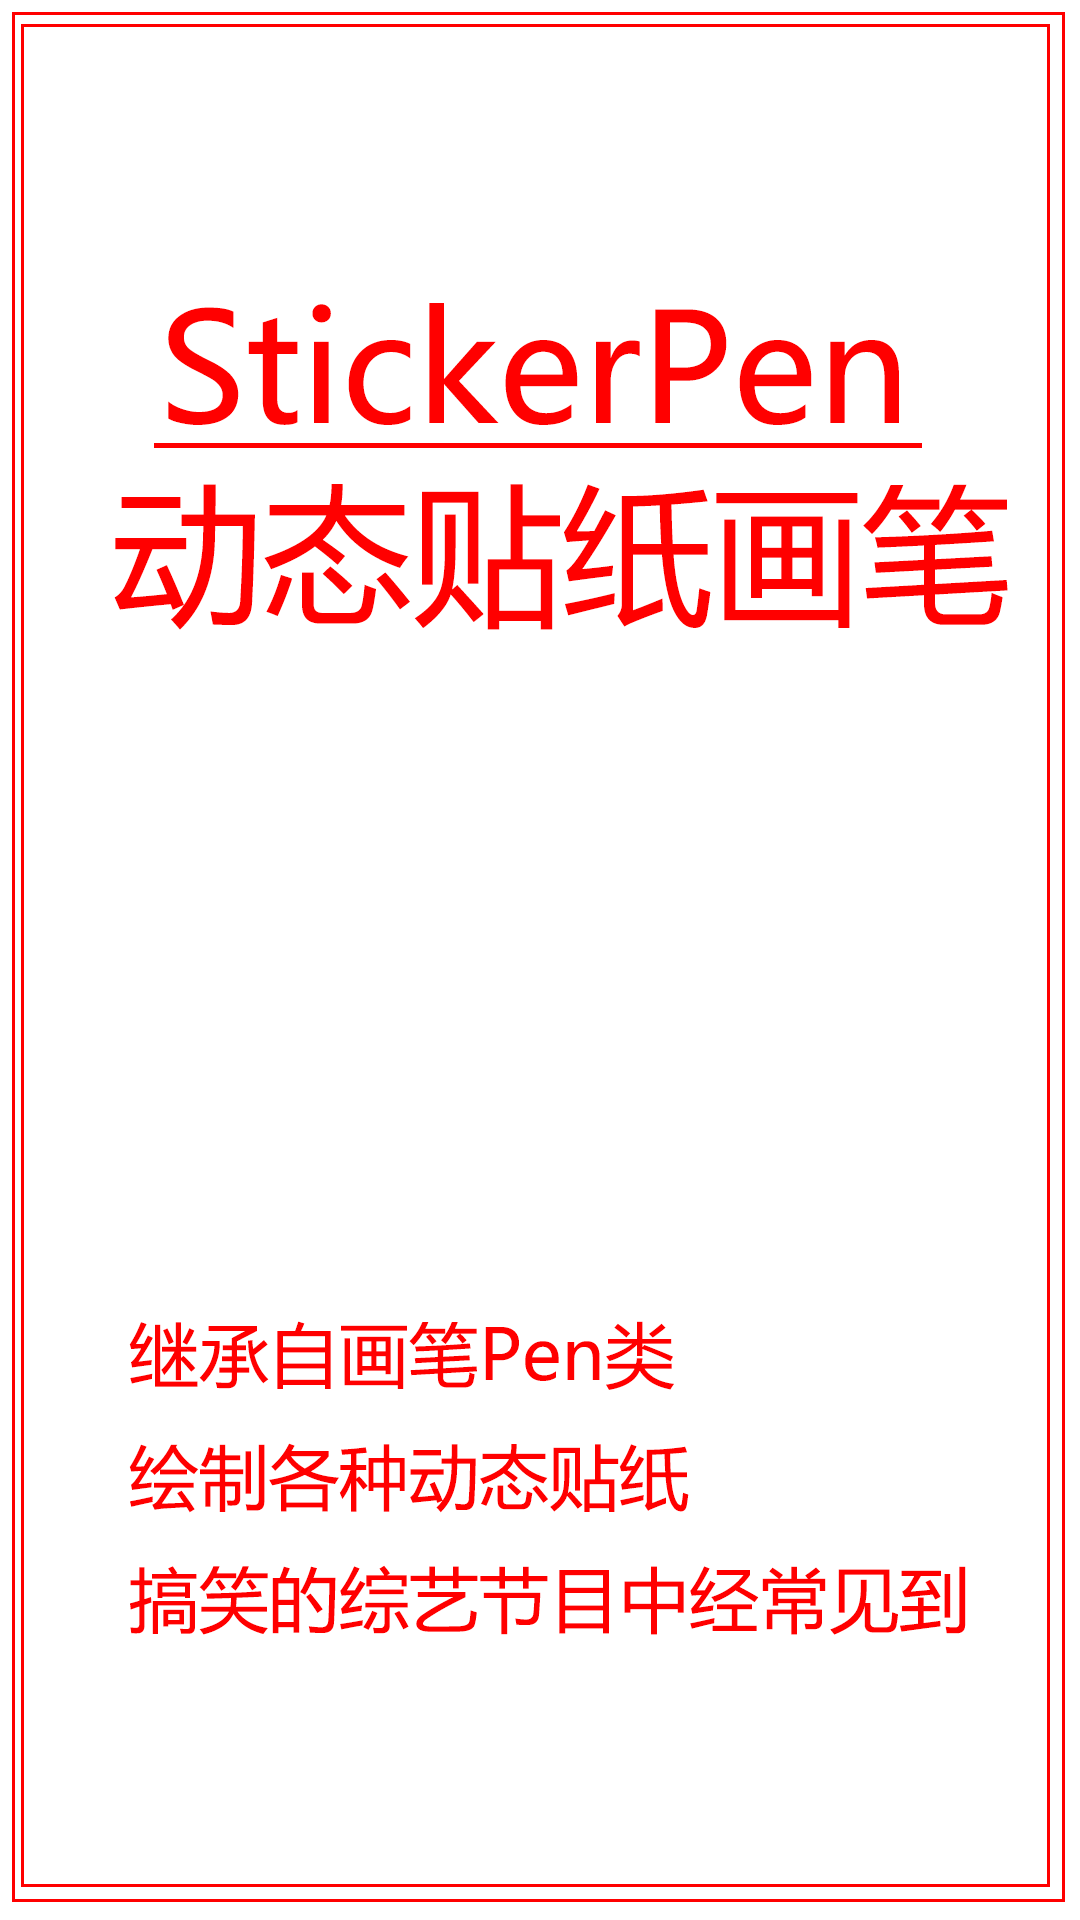 StickerPen
动态贴纸画笔
继承自画笔Pen类
绘制各种动态贴纸
搞笑的综艺节目中经常见到